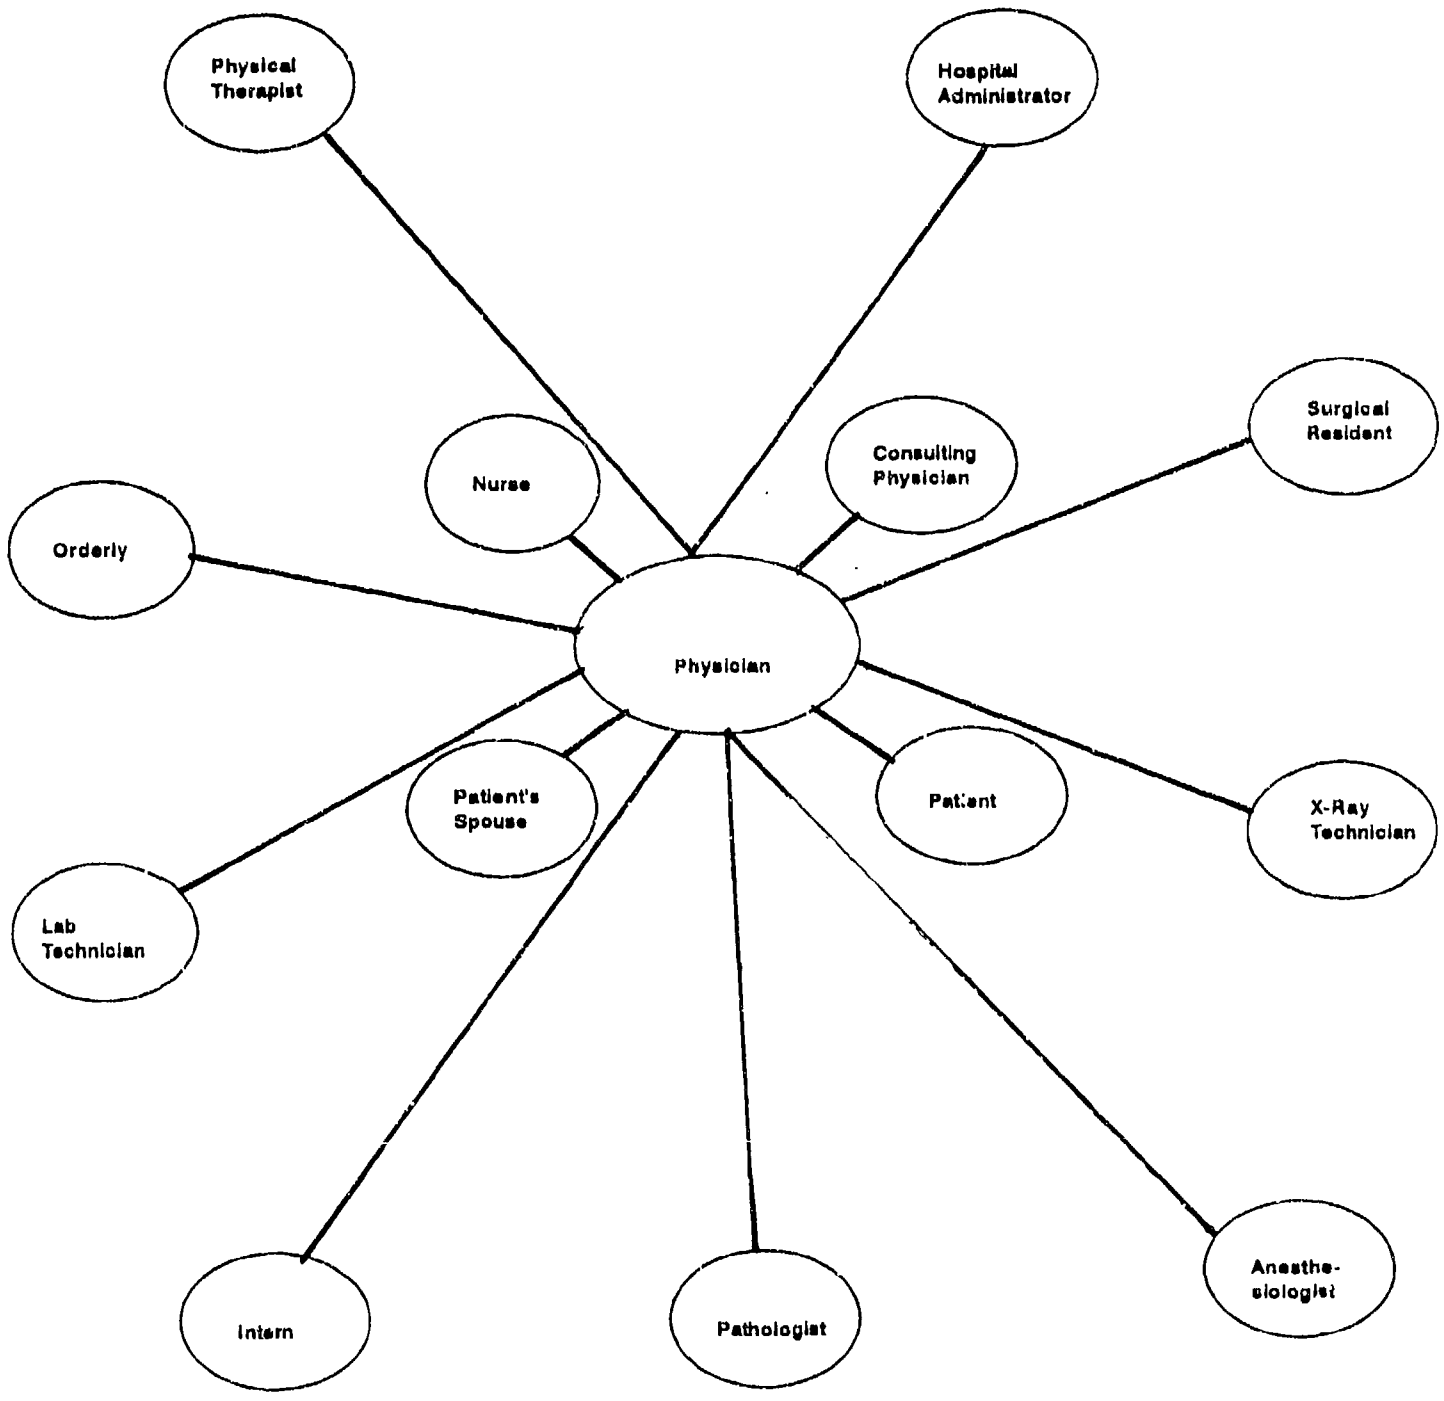 Physical
Therapist
Hospital
Administrator
Surgical
Resident
Consulting
Physician
Nurse
Orderly
Physician
Patient's
Spouse
Patient
X-Ray
Technician
Lab
Technician
Intern
Pathologist
Anesthe-
siologist